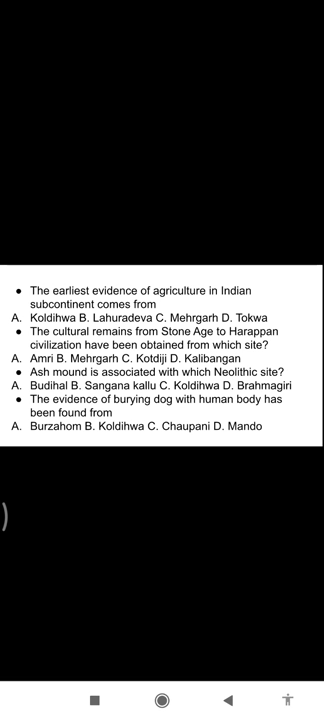 ● The earliest evidence of agriculture in Indian
subcontinent comes from
A. Koldihwa B. Lahuradeva C. Mehrgarh D. Tokwa
● The cultural remains from Stone Age to Harappan
civilization have been obtained from which site?
A. Amri B. Mehrgarh C. Kotdiji D. Kalibangan
● Ash mound is associated with which Neolithic site?
A. Budihal B. Sangana kallu C. Koldihwa D. Brahmagiri
● The evidence of burying dog with human body has
been found from
A. Burzahom B. Koldihwa C. Chaupani D. Mando